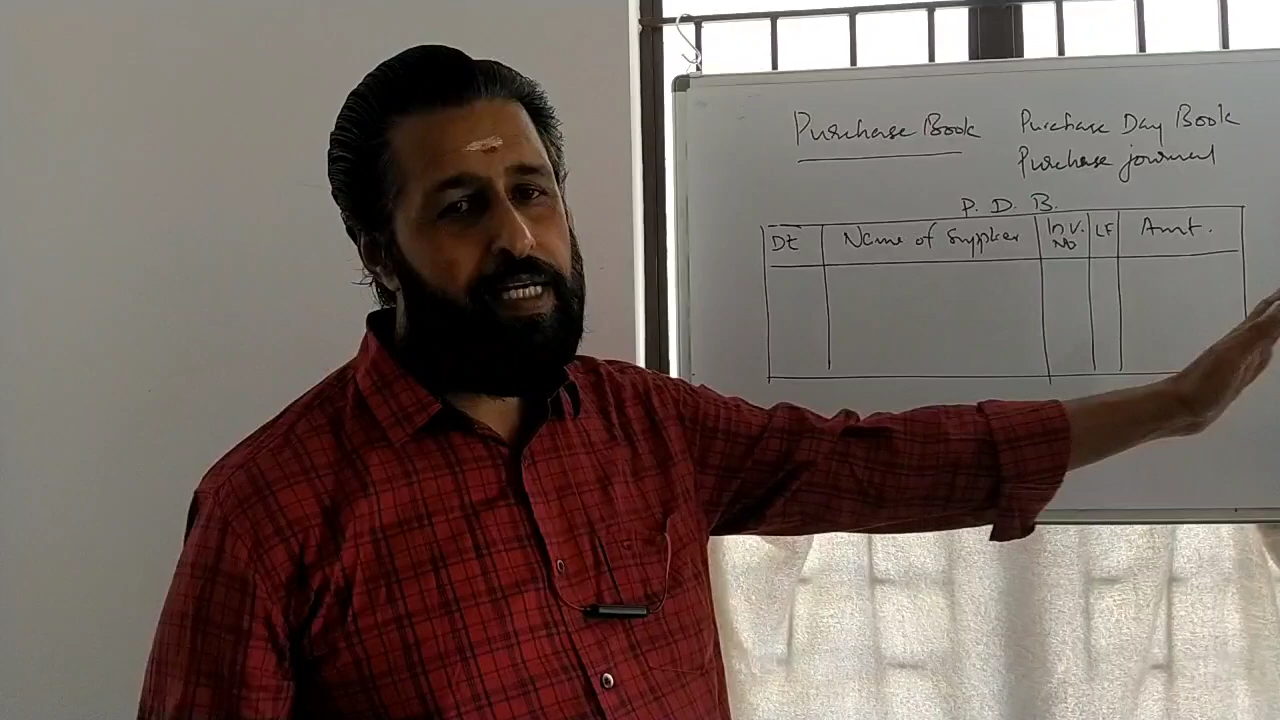 Purchase Book
Purchase Day Book
Purchase journal
P. D. B.
Dt Name of Supplier Inv. No LF Amt.